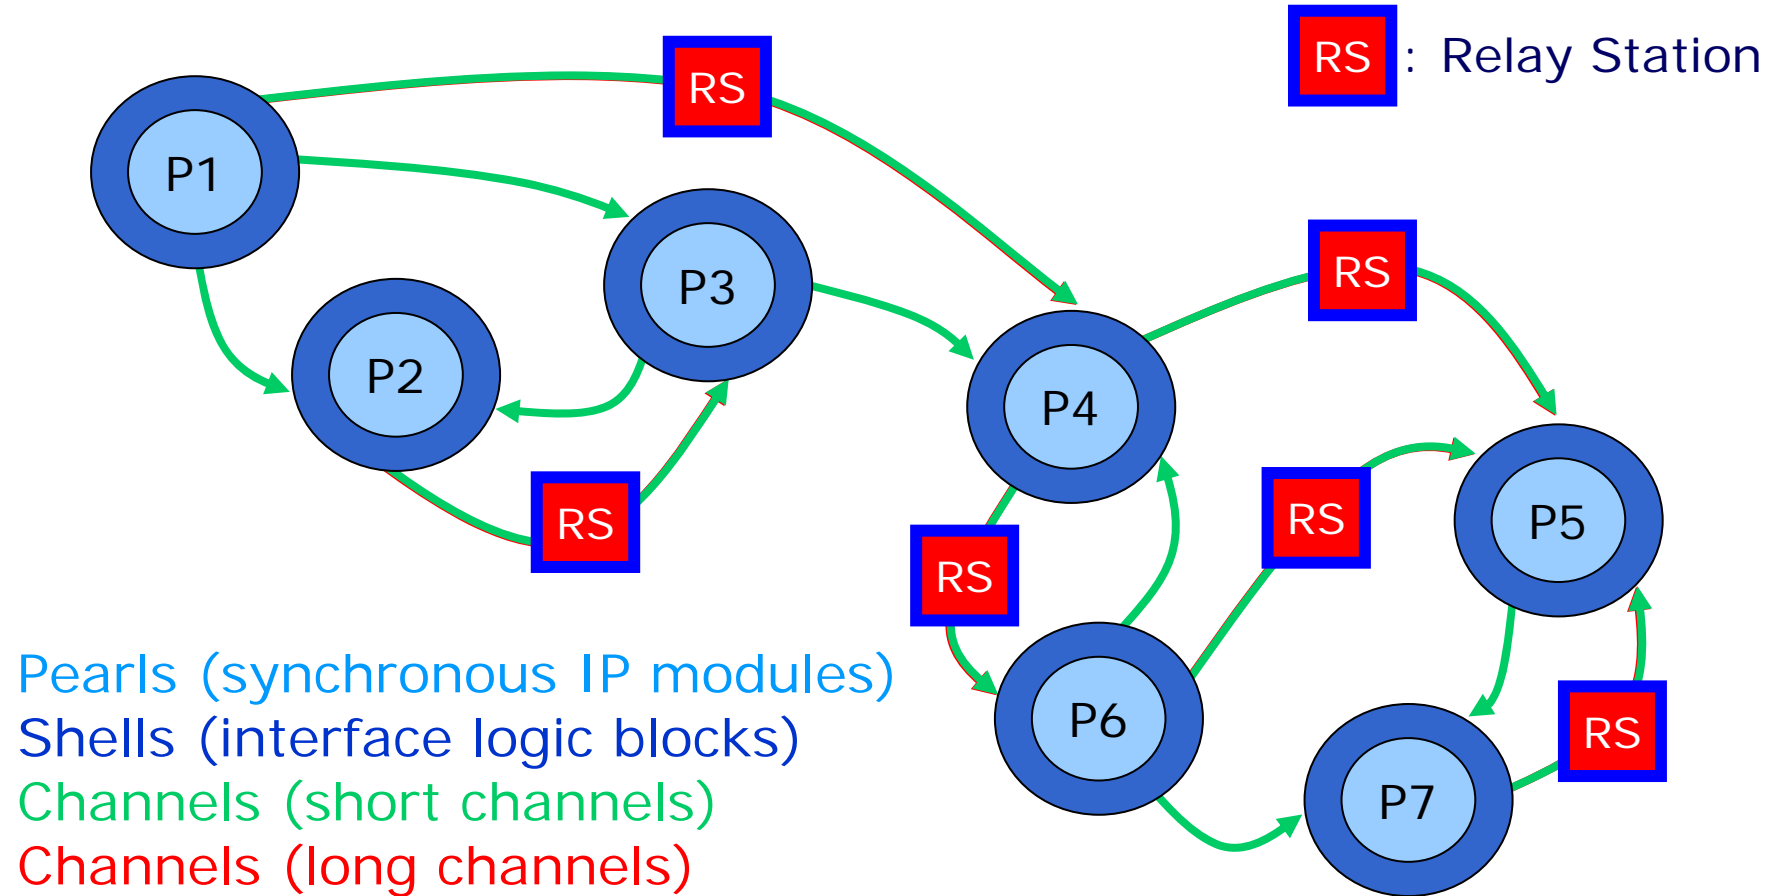 RS : Relay Station
RS
P1
P3
RS
P2
P4
RS
RS
P5
RS
RS
P6
RS
P7
Pearls (synchronous IP modules)
Shells (interface logic blocks)
Channels (short channels)
Channels (long channels)